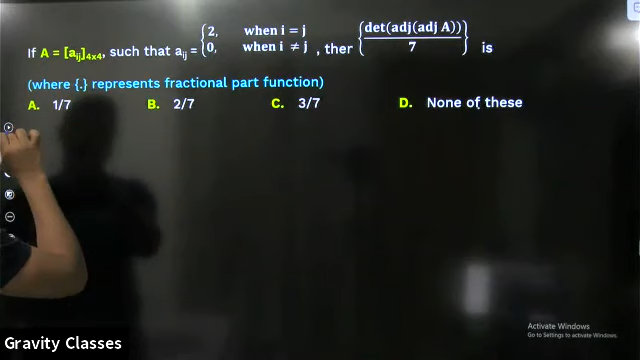 If A = [aᵢⱼ]₄ₓ₄, such that aᵢⱼ = {2, when i = j
0, when i ≠ j , then {det(adj(adj A))/7} is
(where {.} represents fractional part function)
A. 1/7 B. 2/7 C. 3/7 D. None of these
Activate Windows
Go to Settings to activate Windows.
Gravity Classes